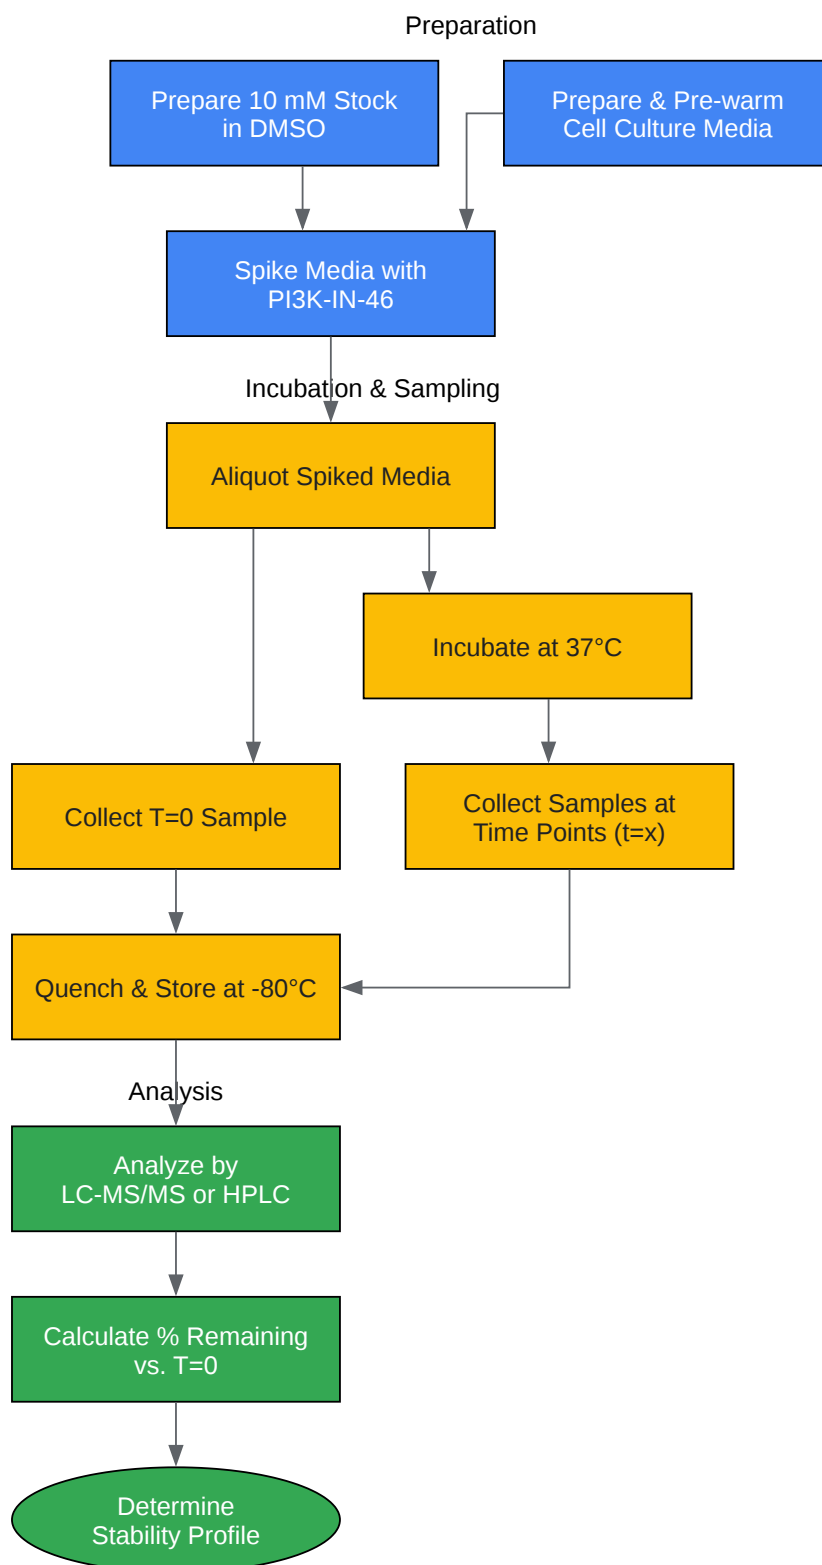 Preparation
Prepare 10 mM Stock
in DMSO
Prepare & Pre-warm
Cell Culture Media
Spike Media with
PI3K-IN-46
Incubation & Sampling
Aliquot Spiked Media
Incubate at 37°C
Collect T=0 Sample
Collect Samples at
Time Points (t=x)
Quench & Store at -80°C
Analysis
Analyze by
LC-MS/MS or HPLC
Calculate % Remaining
vs. T=0
Determine
Stability Profile